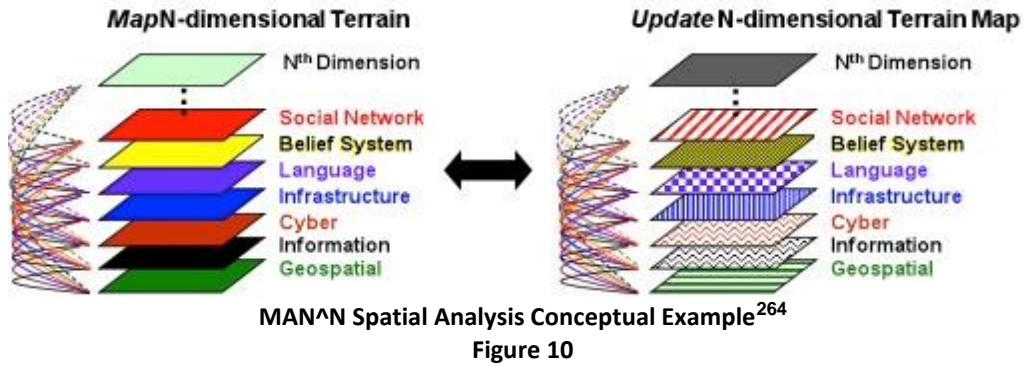 MapN-dimensional Terrain
Nth Dimension
Social Network
Belief System
Language
Infrastructure
Cyber
Information
Geospatial
Update N-dimensional Terrain Map
Nth Dimension
Social Network
Belief System
Language
Infrastructure
Cyber
Information
Geospatial
MAN^N Spatial Analysis Conceptual Example264
Figure 10